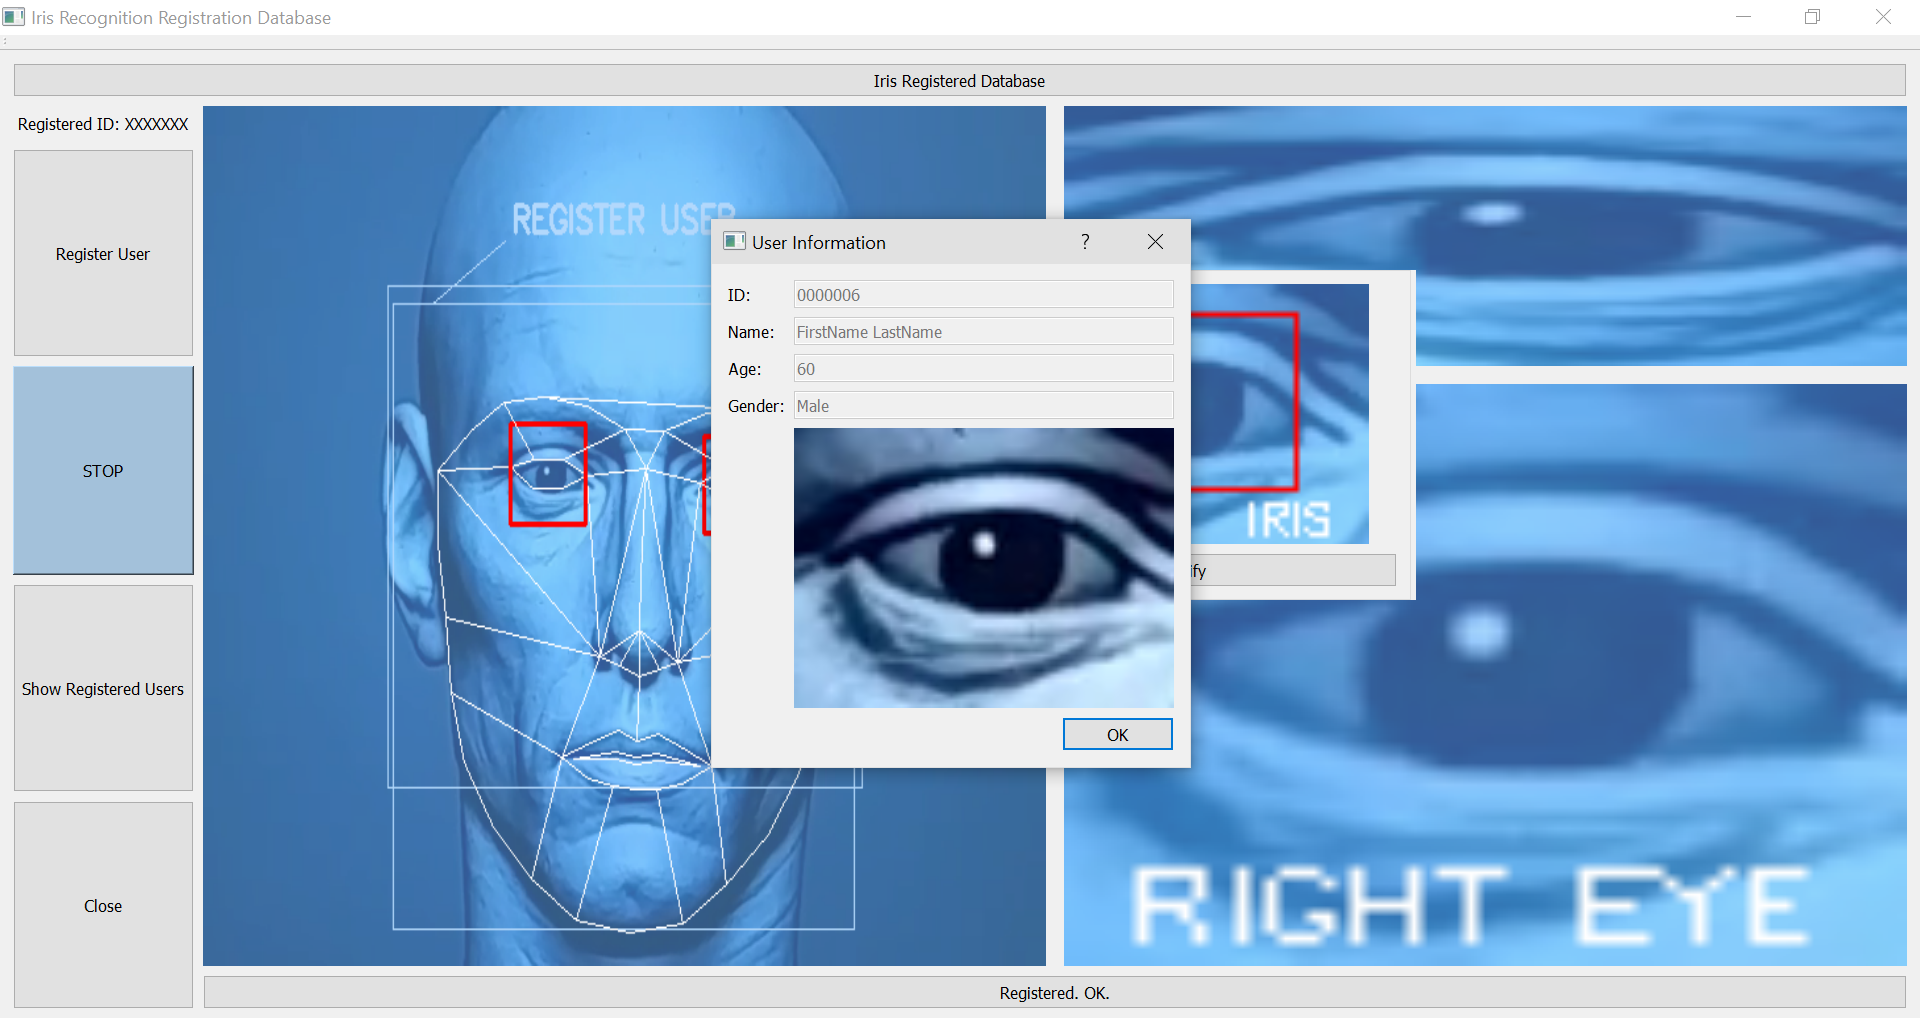 Iris Recognition Registration Database
Iris Registered Database
Registered ID: XXXXXXX
Register User
STOP
Show Registered Users
Close
REGISTER USER
User Information
?
ID: 0000006
Name: FirstName LastName
Age: 60
Gender: Male
OK
IRIS
RIGHT EYE
Registered. OK.